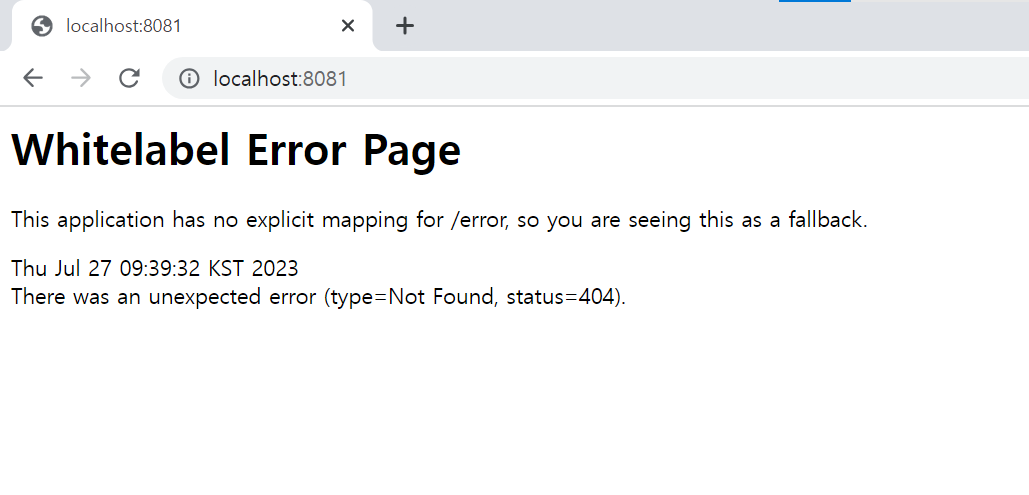 localhost:8081
localhost:8081
Whitelabel Error Page
This application has no explicit mapping for /error, so you are seeing this as a fallback.
Thu Jul 27 09:39:32 KST 2023
There was an unexpected error (type=Not Found, status=404).